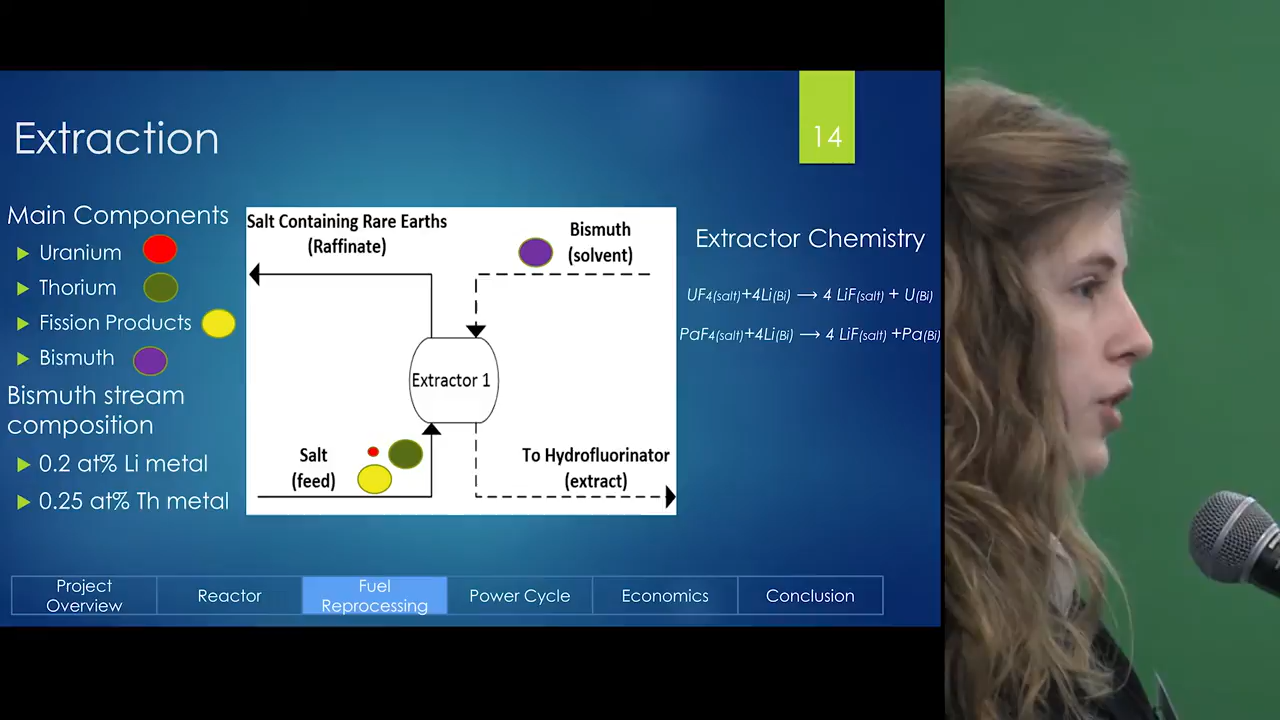 Extraction
14
Main Components
Uranium
Thorium
Fission Products
Bismuth
Bismuth stream
composition
0.2 at% Li metal
0.25 at% Th metal
Salt Containing Rare Earths
(Raffinate)
Bismuth
(solvent)
Extractor 1
Salt
(feed)
To Hydrofluorinator
(extract)
Extractor Chemistry
UF4(salt)+4Li(Bi) ⟶ 4 LiF(salt) + U(Bi)
PaF4(salt)+4Li(Bi) ⟶ 4 LiF(salt) +Pa(Bi)
Project
Overview
Reactor
Fuel
Reprocessing
Power Cycle
Economics
Conclusion